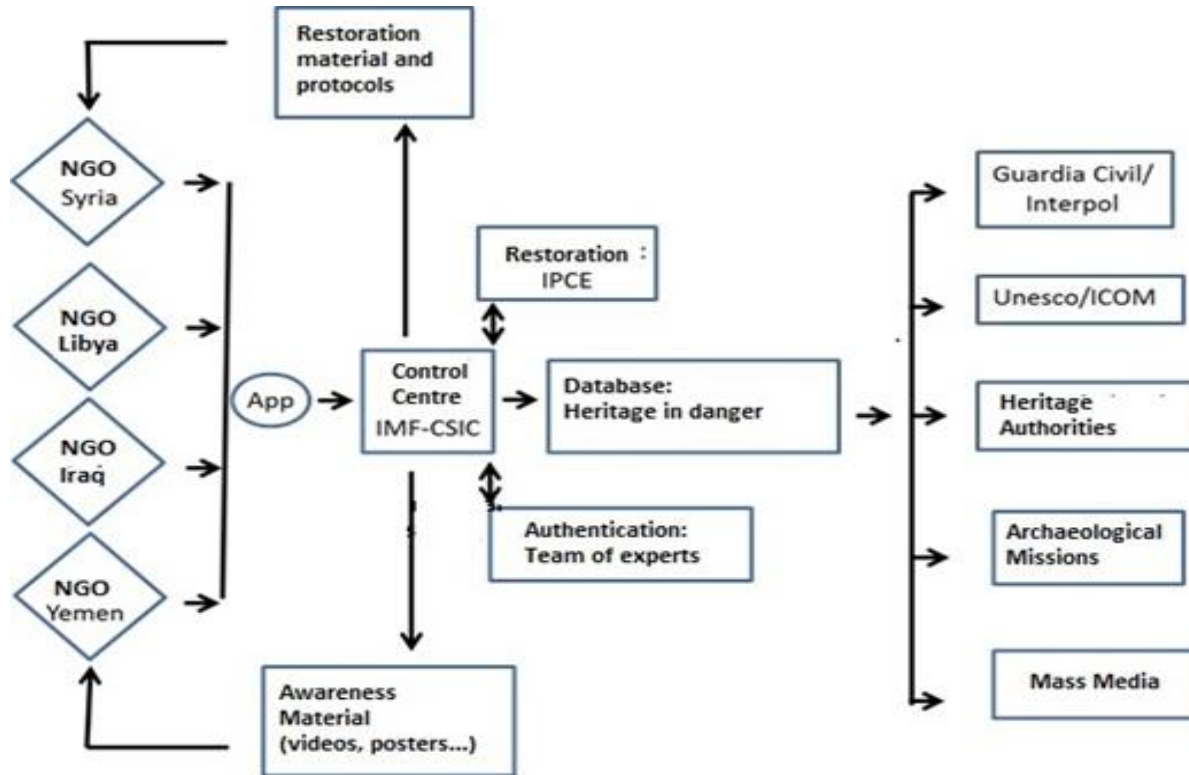 Restoration
material and
protocols
NGO
Syria
NGO
Libya
NGO
Iraq
NGO
Yemen
App
Control
Centre
IMF-CSIC
Restoration :
IPCE
Database:
Heritage in danger
Authentication:
Team of experts
Awareness
Material
(videos, posters...)
Guardia Civil/
Interpol
Unesco/ICOM
Heritage
Authorities
Archaeological
Missions
Mass Media